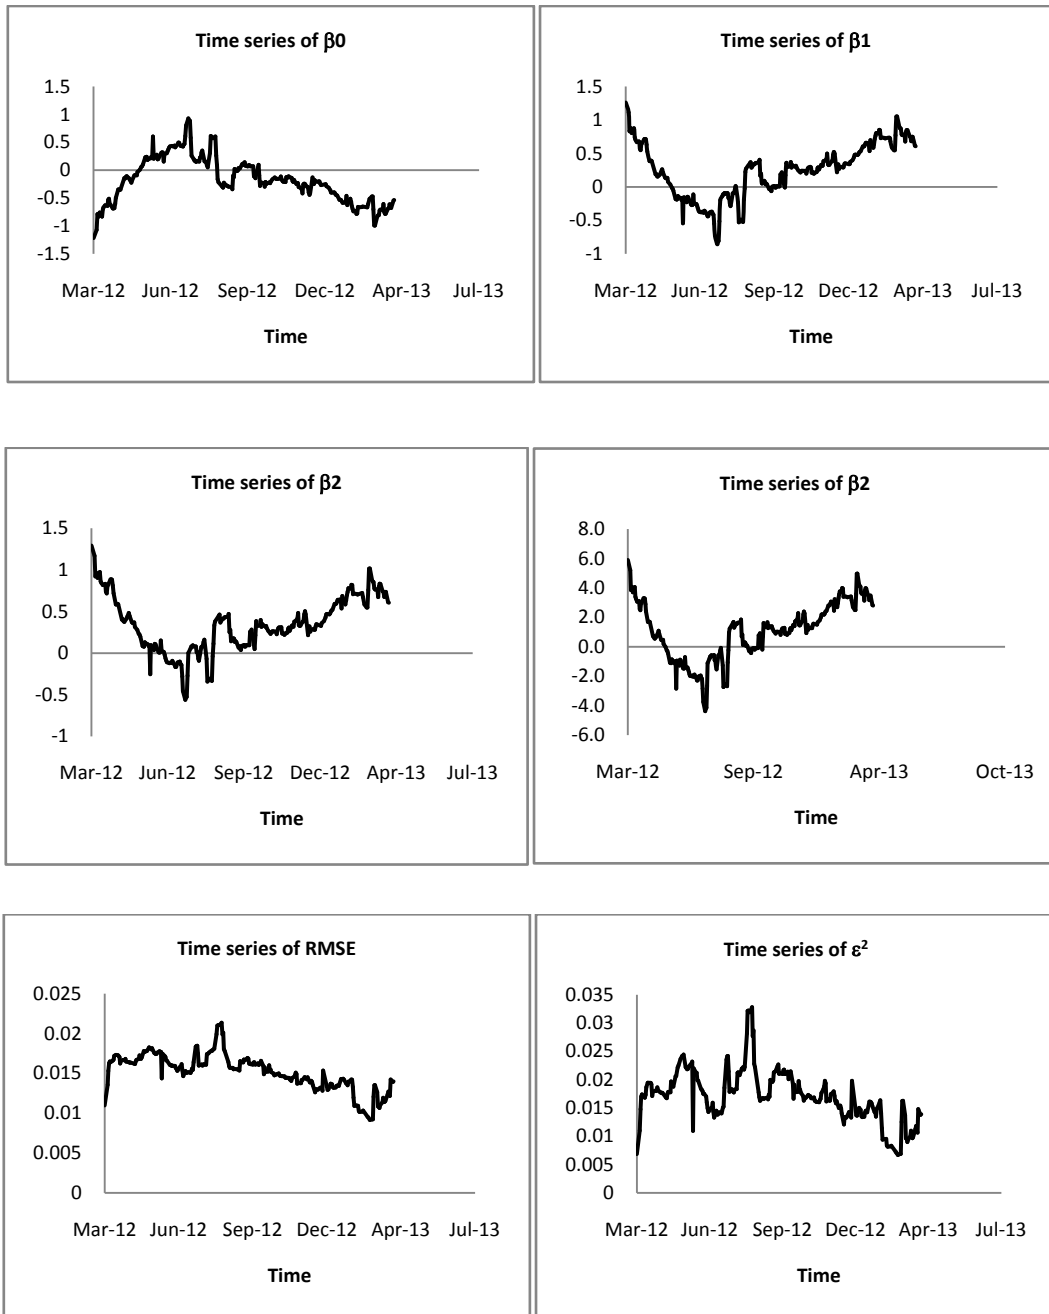 Time series of β0
1.5
1
0.5
0
-0.5
-1
-1.5
Mar-12 Jun-12 Sep-12 Dec-12 Apr-13 Jul-13
Time
Time series of β1
1.5
1
0.5
0
-0.5
-1
Mar-12 Jun-12 Sep-12 Dec-12 Apr-13 Jul-13
Time
Time series of β2
1.5
1
0.5
0
-0.5
-1
Mar-12 Jun-12 Sep-12 Dec-12 Apr-13 Jul-13
Time
Time series of β2
8.0
6.0
4.0
2.0
0.0
-2.0
-4.0
-6.0
Mar-12 Sep-12 Apr-13 Oct-13
Time
Time series of RMSE
0.025
0.02
0.015
0.01
0.005
0
Mar-12 Jun-12 Sep-12 Dec-12 Apr-13 Jul-13
Time
Time series of ε²
0.035
0.03
0.025
0.02
0.015
0.01
0.005
0
Mar-12 Jun-12 Sep-12 Dec-12 Apr-13 Jul-13
Time